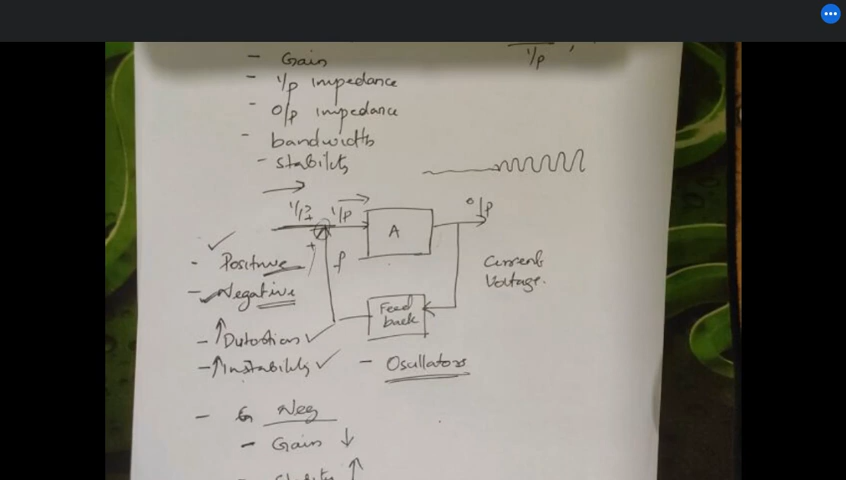 I/p
- Gain
- I/p impedance
- O/p impedance
- bandwidth
- stability
I/p
O/p
A
+
- Positive
Current
Voltage.
- Negative
Feed
back
- ↑ Distortion ✓
- ↑ Instability ✓
- Oscillators
- Neg
- Gain ↓